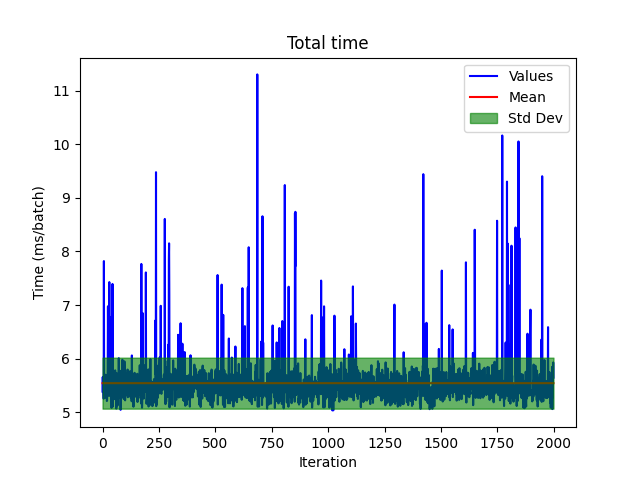 Total time
Values
Mean
Std Dev
Time (ms/batch)
11
10
9
8
7
6
5
0 250 500 750 1000 1250 1500 1750 2000
Iteration